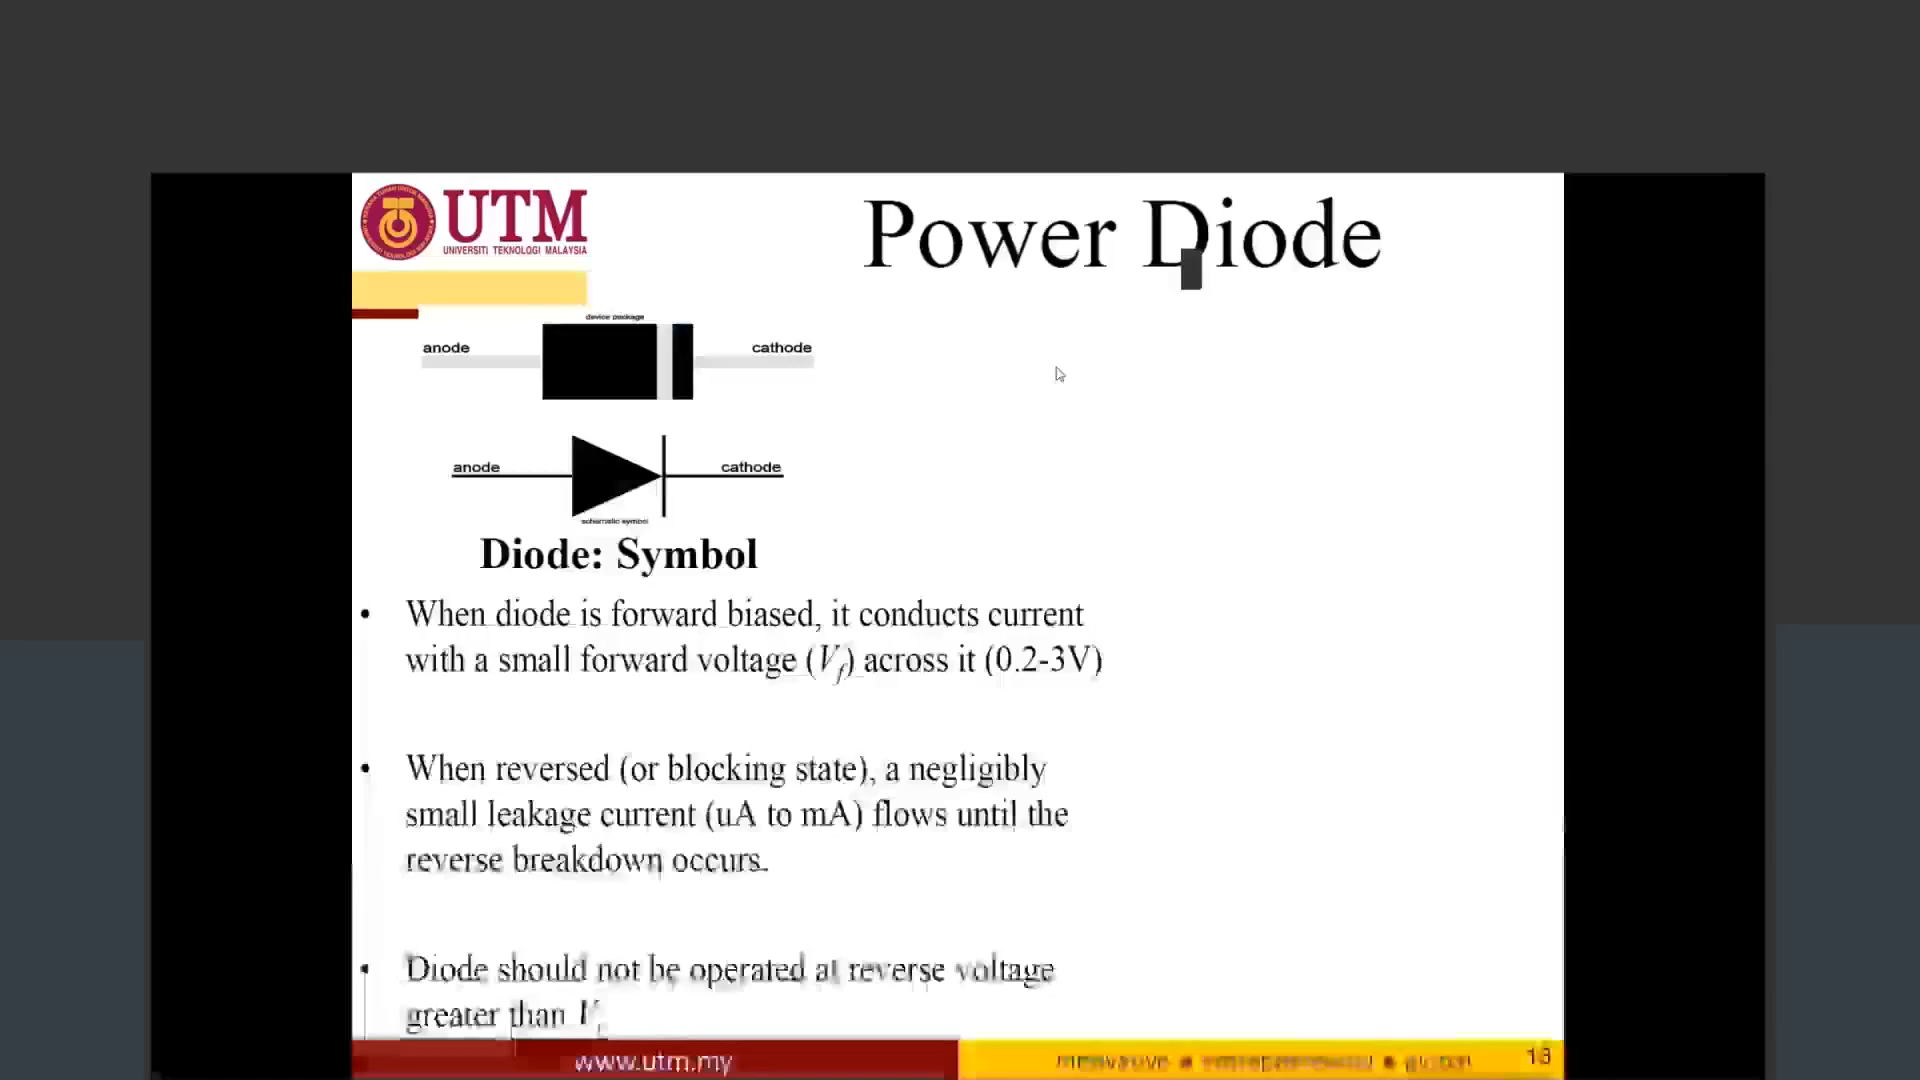 UTM
UNIVERSITI TEKNOLOGI MALAYSIA
Power Diode
device package
anode
cathode
anode
cathode
schematic symbol
Diode: Symbol
• When diode is forward biased, it conducts current
with a small forward voltage (Vf) across it (0.2-3V)
• When reversed (or blocking state), a negligibly
small leakage current (uA to mA) flows until the
reverse breakdown occurs.
• Diode should not be operated at reverse voltage
greater than
www.utm.my